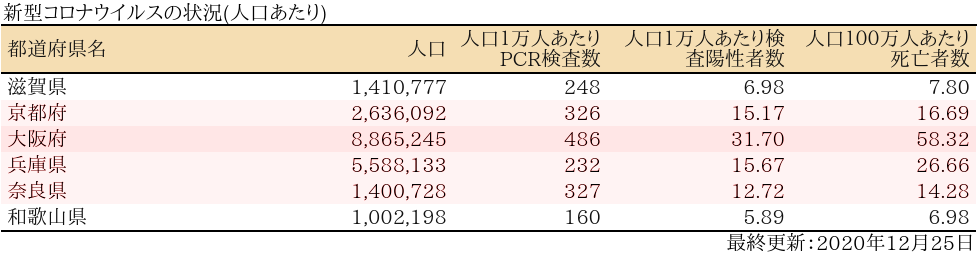 新型コロナウイルスの状況(人口あたり)
都道府県名 人口 人口1万人あたりPCR検査数 人口1万人あたり検査陽性者数 人口100万人あたり死亡者数
滋賀県 1,410,777 248 6.98 7.80
京都府 2,636,092 326 15.17 16.69
大阪府 8,865,245 486 31.70 58.32
兵庫県 5,588,133 232 15.67 26.66
奈良県 1,400,728 327 12.72 14.28
和歌山県 1,002,198 160 5.89 6.98
最終更新：2020年12月25日